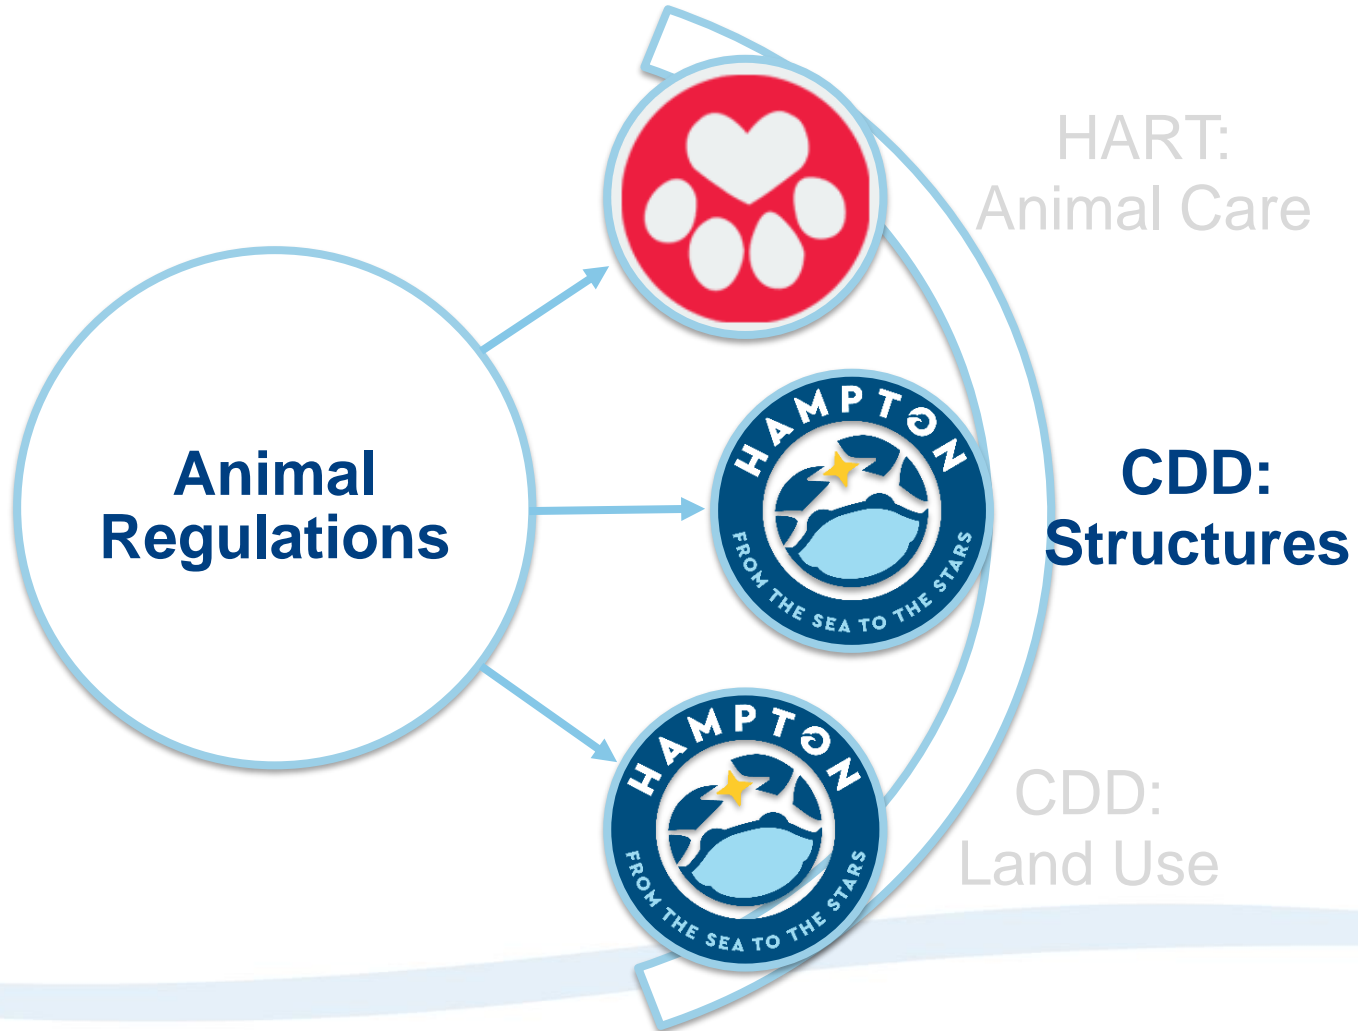 HART:
Animal Care
Animal
Regulations
HAMPTON
FROM THE SEA TO THE STARS
CDD:
Structures
HAMPTON
FROM THE SEA TO THE STARS
CDD:
Land Use